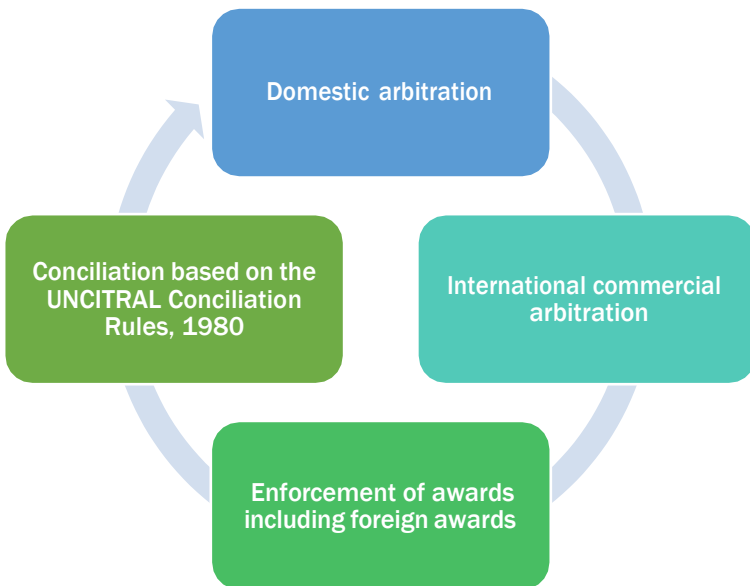 Domestic arbitration
International commercial
arbitration
Enforcement of awards
including foreign awards
Conciliation based on the
UNCITRAL Conciliation
Rules, 1980